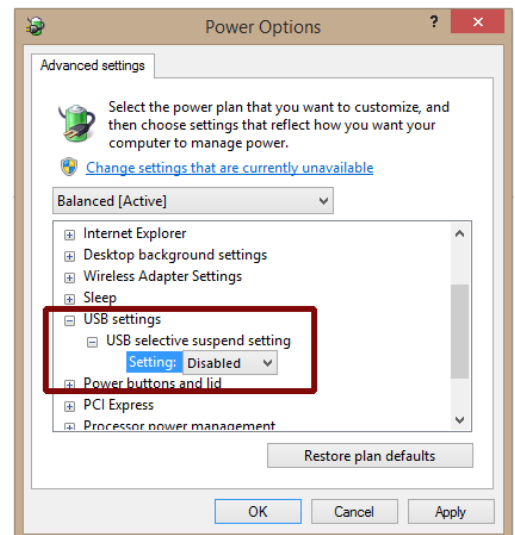 Power Options
?
×
Advanced settings
Select the power plan that you want to customize, and
then choose settings that reflect how you want your
computer to manage power.
Change settings that are currently unavailable
Balanced [Active]
Internet Explorer
Desktop background settings
Wireless Adapter Settings
Sleep
USB settings
USB selective suspend setting
Setting: Disabled
Power buttons and lid
PCI Express
Processor power management
Restore plan defaults
OK Cancel Apply